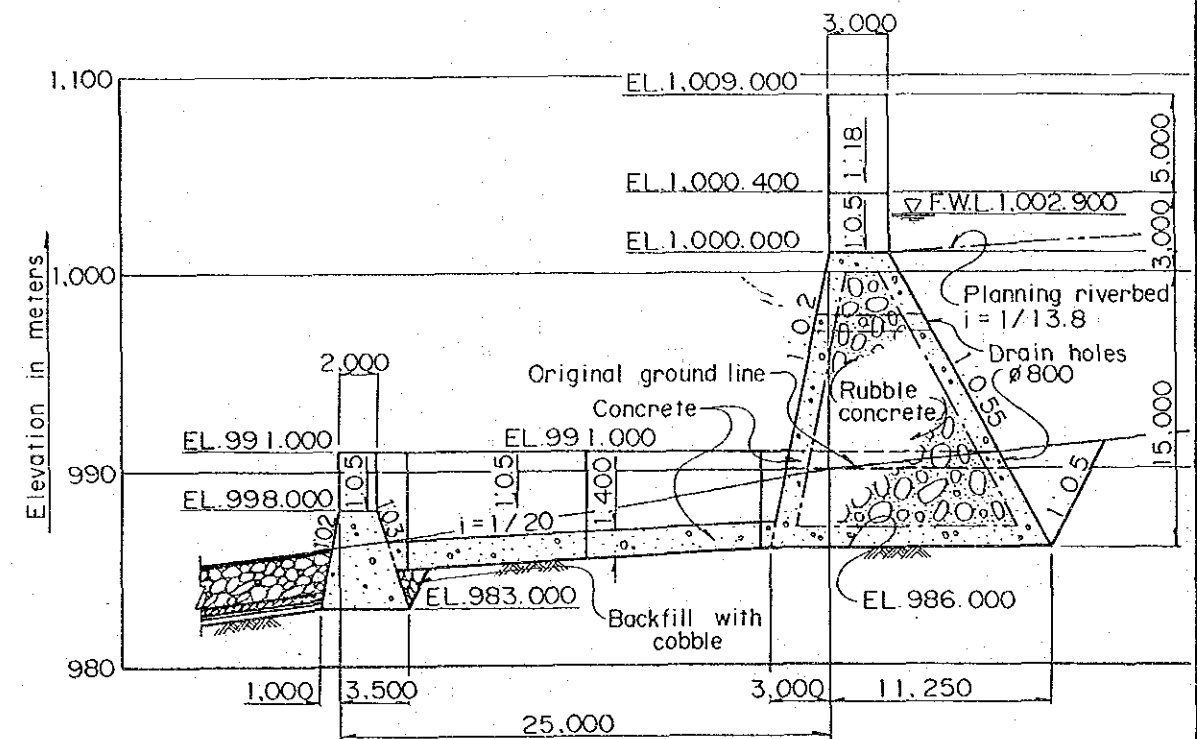 3,000
1,100
EL.1,009.000
1:1.8
5,000
EL.1,000.400
F.W.L.1,002.900
1:0.5
EL.1,000.000
3,000
1,000
Elevation in meters
1:0.2
Planning riverbed
i=1/13.8
Drain holes
ø800
2,000
Original ground line
Concrete
Rubble
concrete
1:0.55
15,000
EL.991.000
EL.991.000
990
1:0.5
1:0.5
1,400
1:0.5
EL.998.000
1:0.2
1:0.3
i=1/20
EL.983.000
EL.986.000
Backfill with
cobble
980
1,000
3,500
3,000
11,250
25,000